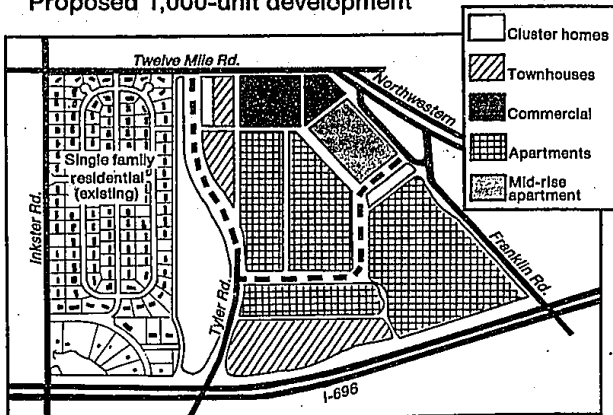 Proposed 1,000-unit development
Cluster homes
Townhouses
Commercial
Apartments
Mid-rise
apartment
Twelve Mile Rd.
Northwestern
Single family
residential
(existing)
Inkster Rd.
Tyler Rd.
Franklin Rd.
I-696